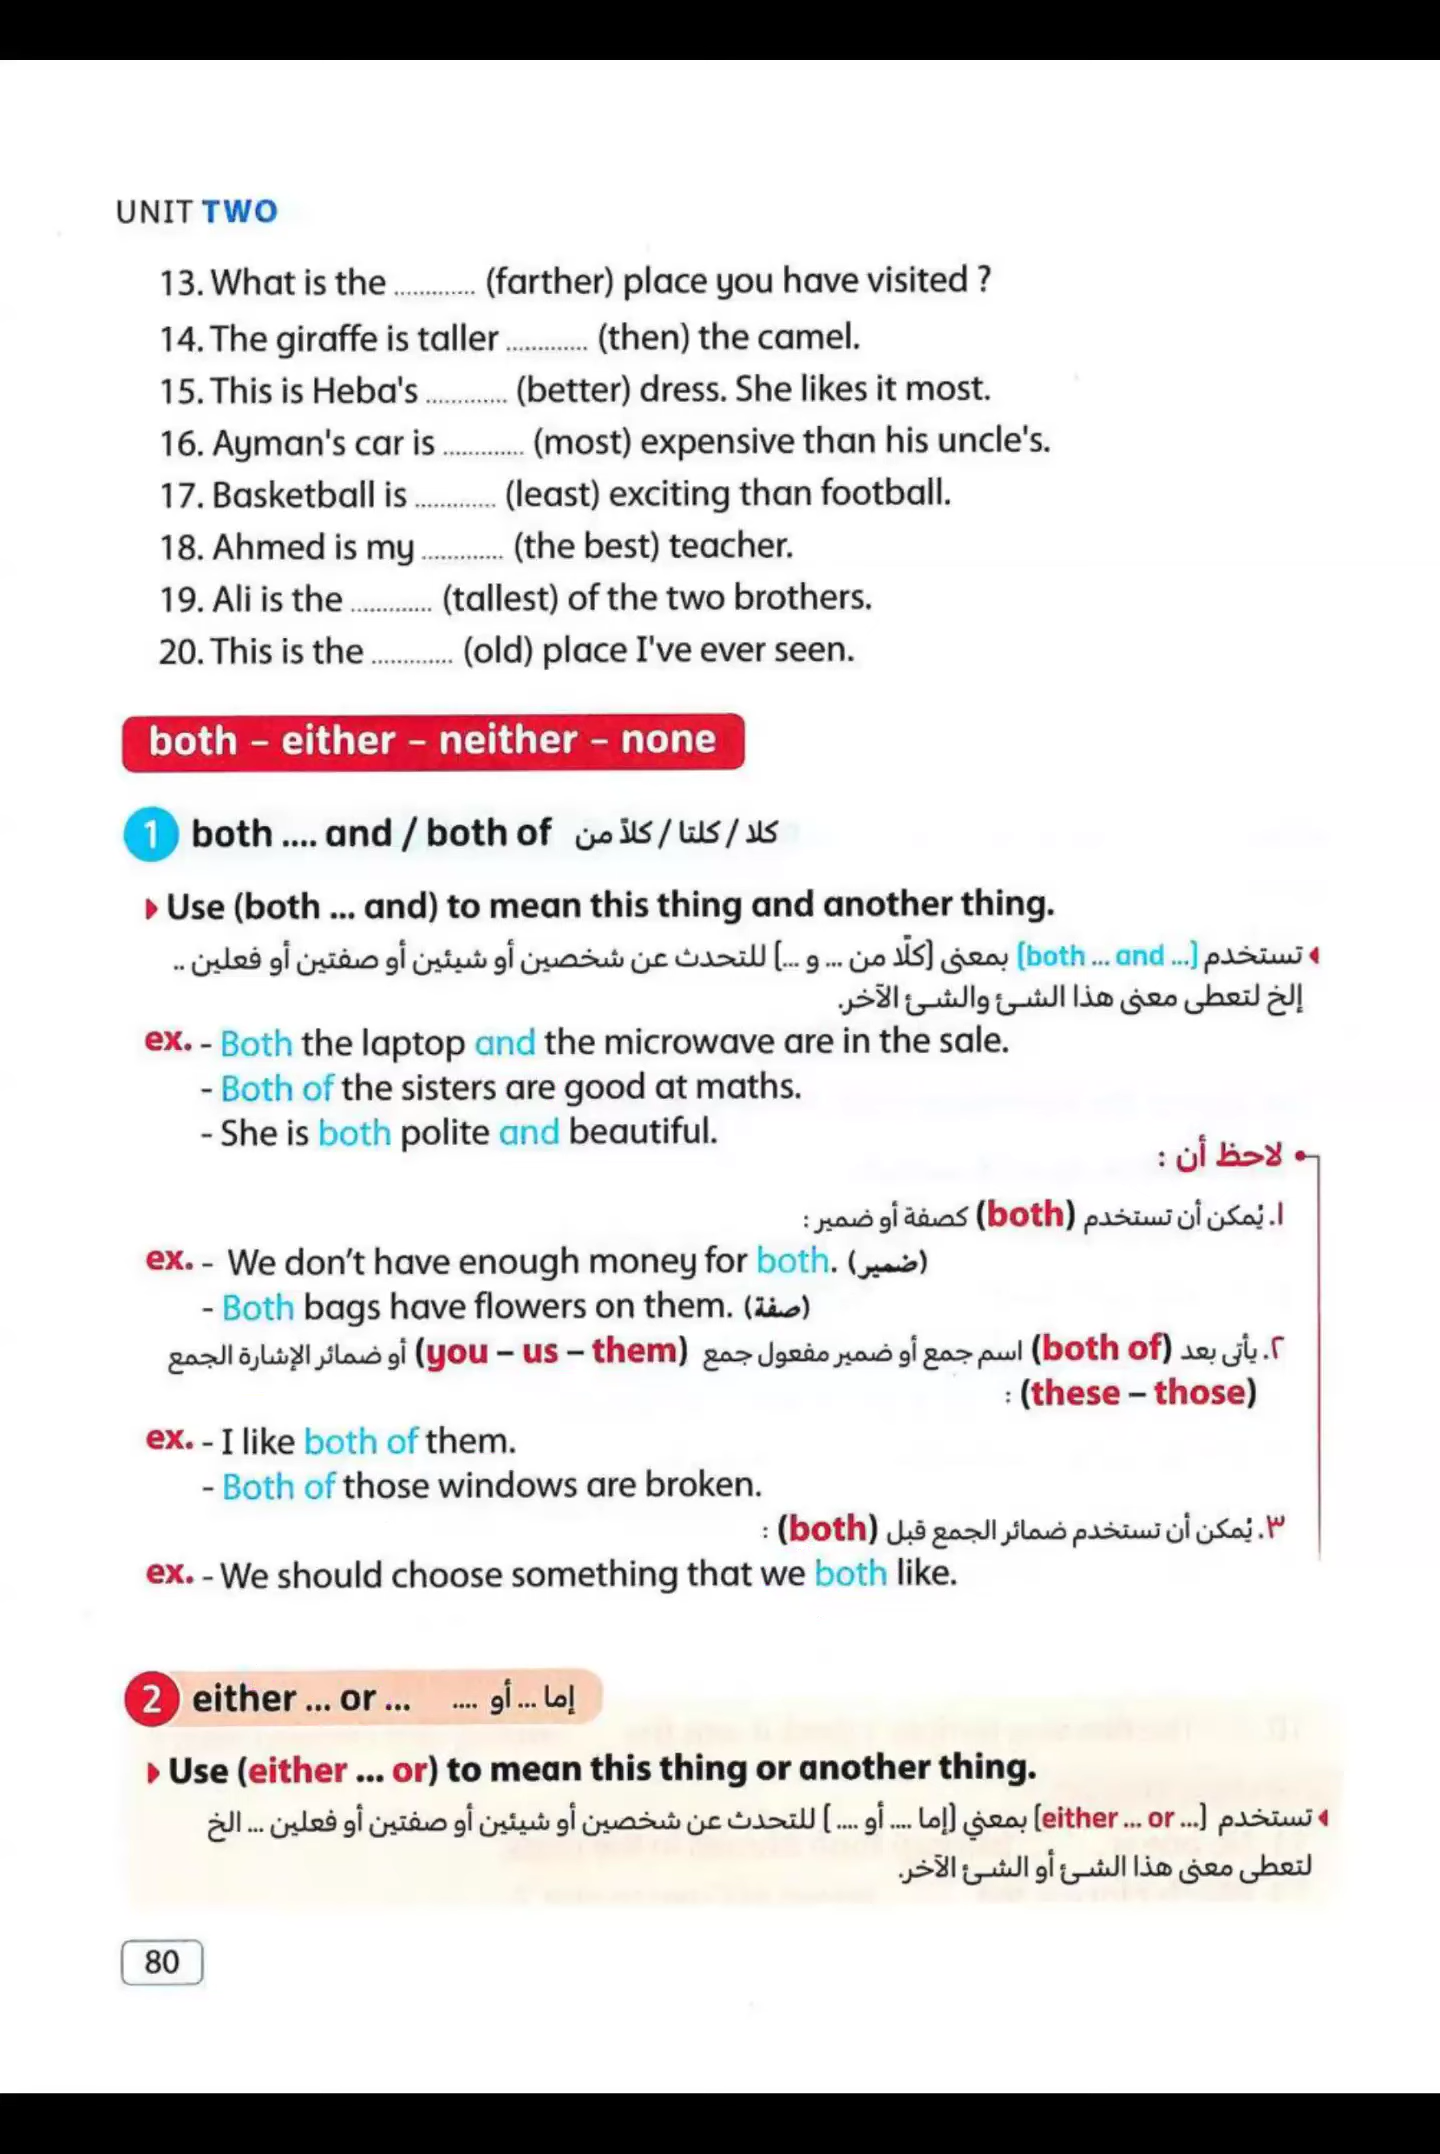 UNIT TWO
13. What is the ............ (farther) place you have visited ?
14. The giraffe is taller ............ (then) the camel.
15. This is Heba's ............ (better) dress. She likes it most.
16. Ayman's car is ............ (most) expensive than his uncle's.
17. Basketball is ............ (least) exciting than football.
18. Ahmed is my ............ (the best) teacher.
19. Ali is the ............ (tallest) of the two brothers.
20. This is the ............ (old) place I've ever seen.
both – either – neither – none
1 both .... and / both of كلا / كلتا / كلاً من
Use (both ... and) to mean this thing and another thing.
تستخدم [both ... and ...] بمعنى [كلًا من ... و ...] للتحدث عن شخصين أو شيئين أو صفتين أو فعلين ..
إلخ لتعطى معنى هذا الشئ والشئ الآخر.
ex. - Both the laptop and the microwave are in the sale.
- Both of the sisters are good at maths.
- She is both polite and beautiful.
لاحظ أن :
١. يُمكن أن تستخدم (both) كصفة أو ضمير :
ex. - We don't have enough money for both. (ضمير)
- Both bags have flowers on them. (صفة)
٢. يأتى بعد (both of) اسم جمع أو ضمير مفعول جمع (you – us – them) أو ضمائر الإشارة الجمع
(these – those) :
ex. - I like both of them.
- Both of those windows are broken.
٣. يُمكن أن تستخدم ضمائر الجمع قبل (both) :
ex. - We should choose something that we both like.
2 either ... or ... إما ... أو ....
Use (either ... or) to mean this thing or another thing.
تستخدم [either ... or ...] بمعني [إما .... أو .... ] للتحدث عن شخصين أو شيئين أو صفتين أو فعلين ... الخ
لتعطى معنى هذا الشئ أو الشئ الآخر.
80